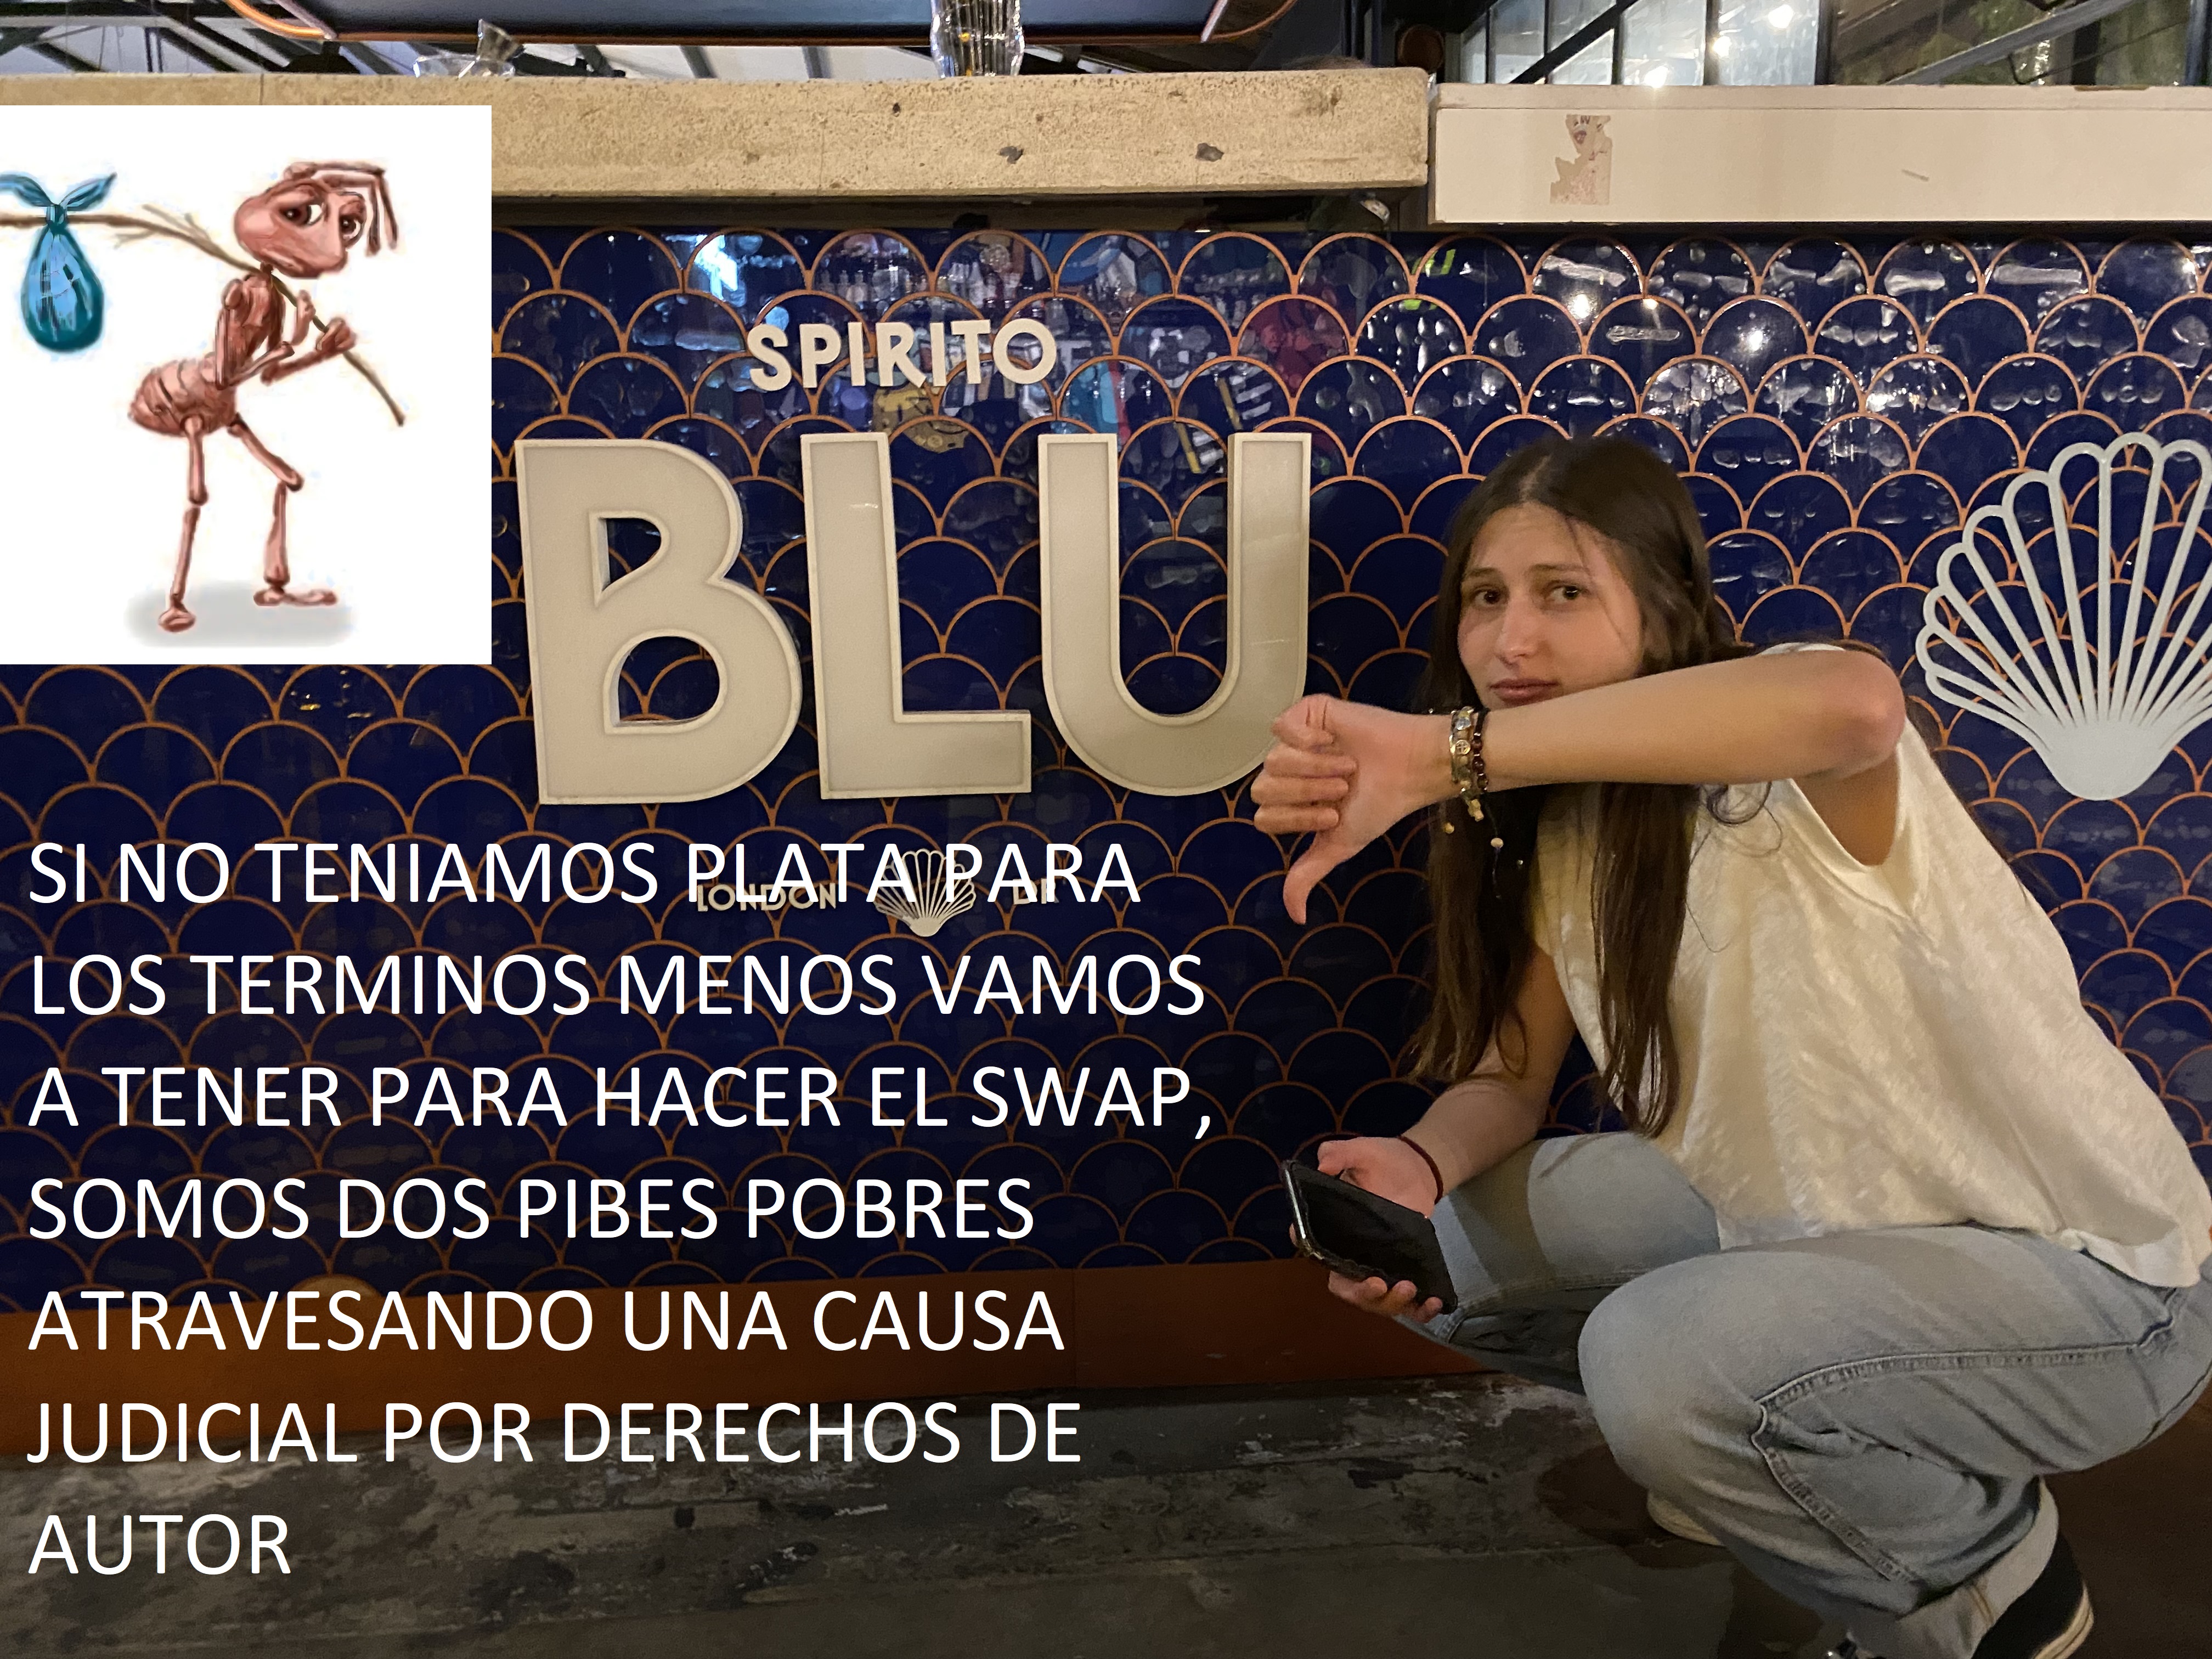 SPIRITO
BLU
LONDON DR
SI NO TENIAMOS PLATA PARA
LOS TERMINOS MENOS VAMOS
A TENER PARA HACER EL SWAP,
SOMOS DOS PIBES POBRES
ATRAVESANDO UNA CAUSA
JUDICIAL POR DERECHOS DE
AUTOR